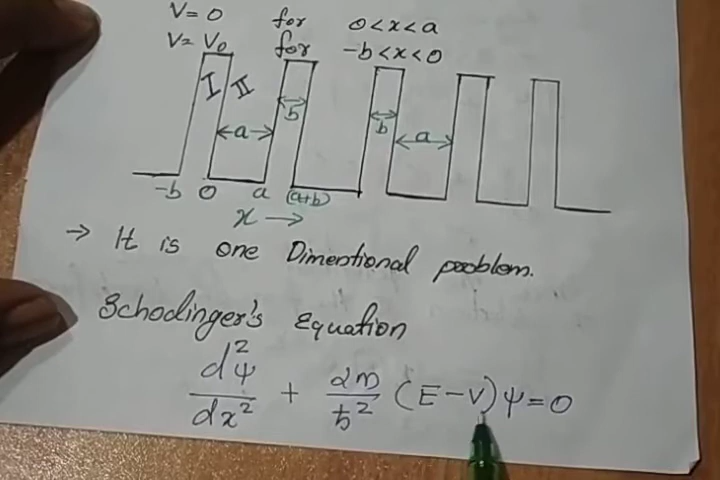 V = 0 for 0<x<a
V = V₀ for -b<x<0
I II
a b b a
-b 0 a (a+b)
x →
→ It is one Dimentional problem.
Schodinger's Equation
d²ψ/dx² + 2m/ħ² (E-V)ψ=0